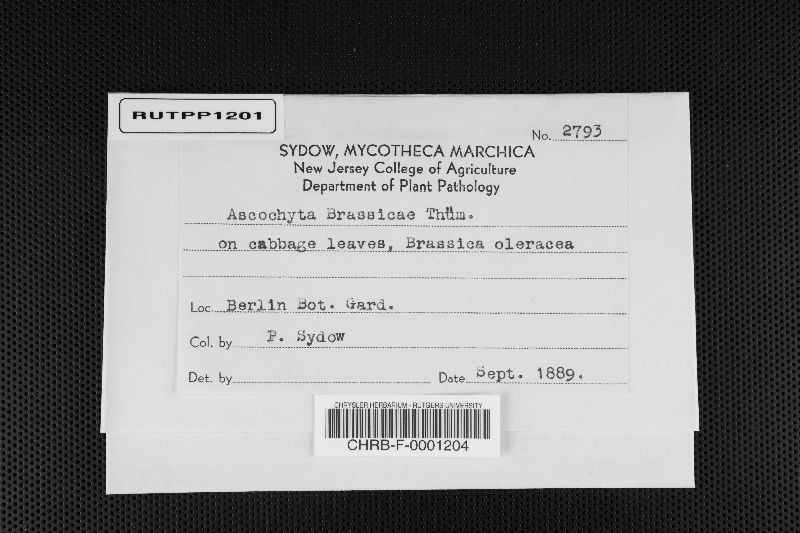 RUTPP1201
No. 2793
SYDOW, MYCOTHECA MARCHICA
New Jersey College of Agriculture
Department of Plant Pathology
Ascochyta Brassicae Thüm.
on cabbage leaves, Brassica oleracea
Loc. Berlin Bot. Gard.
Col. by P. Sydow
Det. by Date Sept. 1889.
CHRYSLER HERBARIUM - RUTGERS UNIVERSITY
CHRB-F-0001204